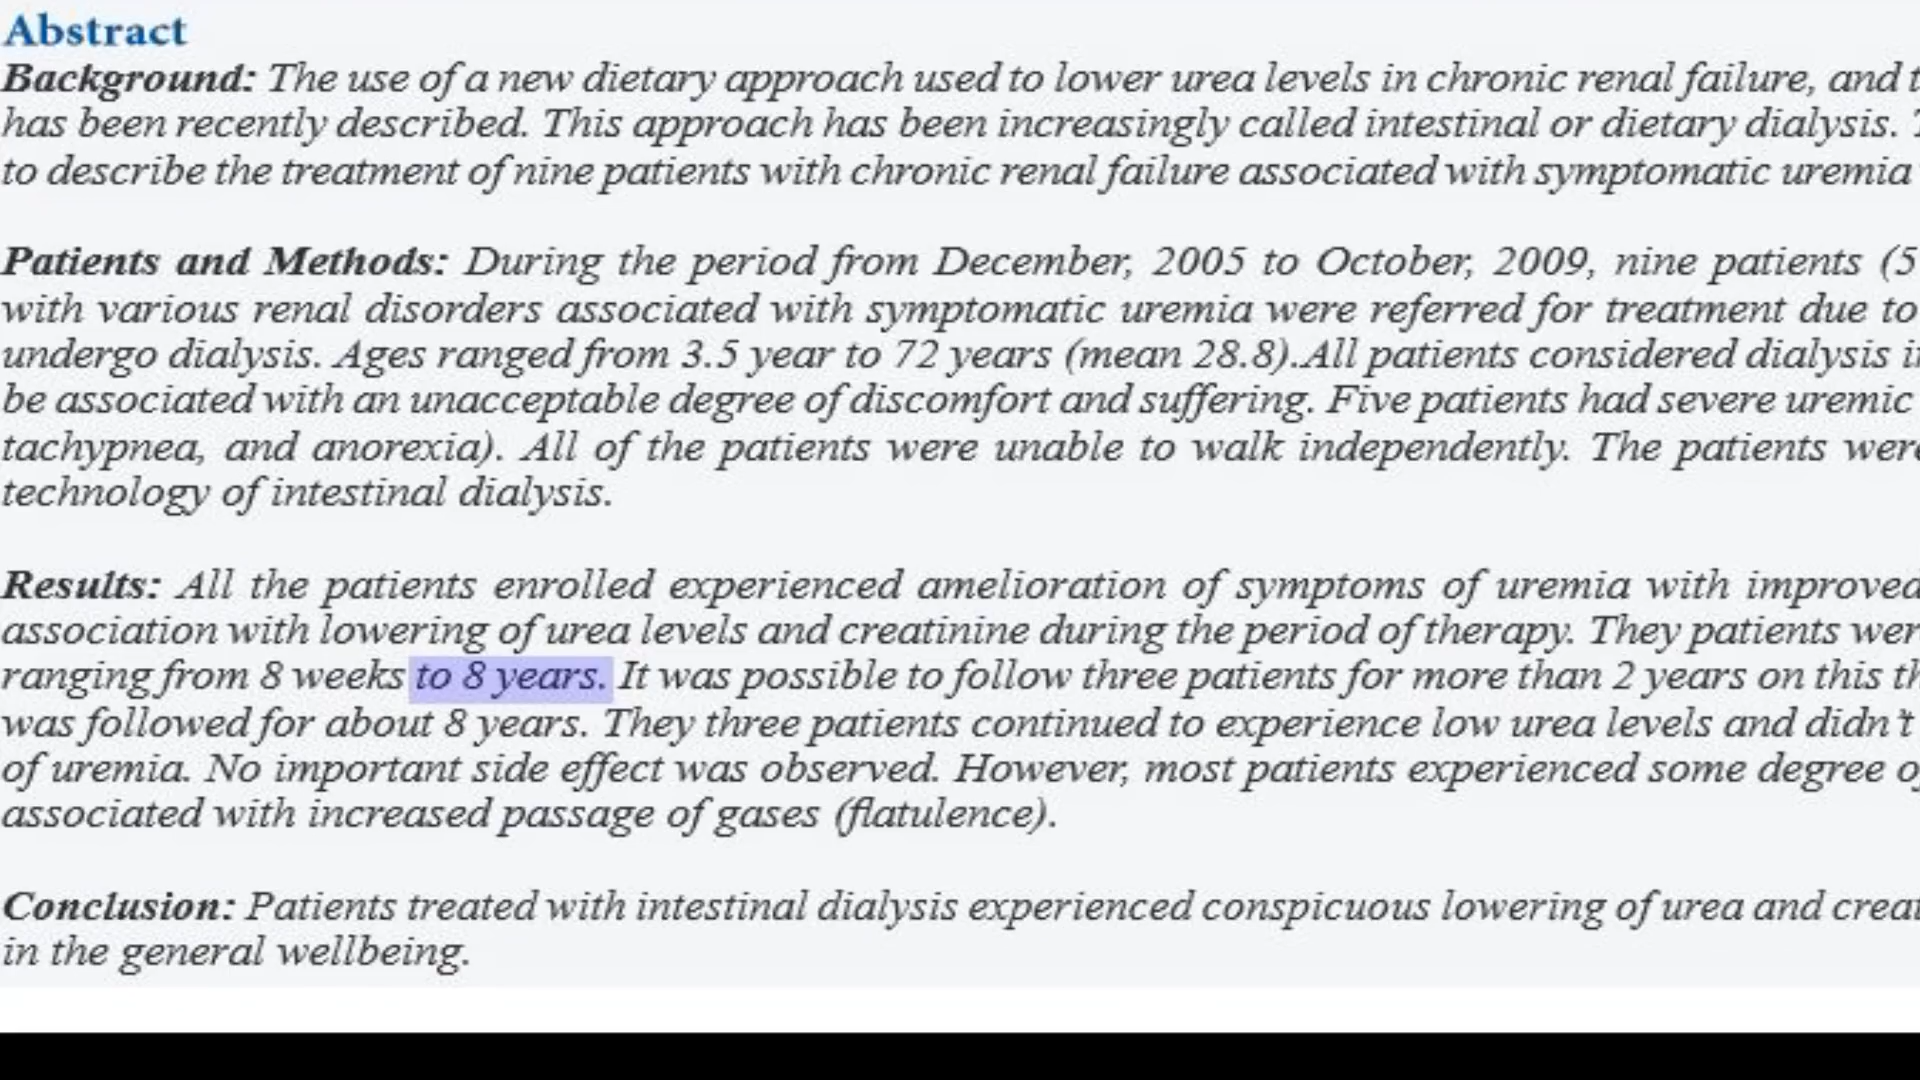 Abstract
Background: The use of a new dietary approach used to lower urea levels in chronic renal failure, and
has been recently described. This approach has been increasingly called intestinal or dietary dialysis.
to describe the treatment of nine patients with chronic renal failure associated with symptomatic uremia
Patients and Methods: During the period from December, 2005 to October, 2009, nine patients (5
with various renal disorders associated with symptomatic uremia were referred for treatment due to
undergo dialysis. Ages ranged from 3.5 year to 72 years (mean 28.8).All patients considered dialysis
be associated with an unacceptable degree of discomfort and suffering. Five patients had severe uremic
tachypnea, and anorexia). All of the patients were unable to walk independently. The patients were
technology of intestinal dialysis.
Results: All the patients enrolled experienced amelioration of symptoms of uremia with improved
association with lowering of urea levels and creatinine during the period of therapy. They patients wer
ranging from 8 weeks to 8 years. It was possible to follow three patients for more than 2 years on this th
was followed for about 8 years. They three patients continued to experience low urea levels and didn't
of uremia. No important side effect was observed. However, most patients experienced some degree
associated with increased passage of gases (flatulence).
Conclusion: Patients treated with intestinal dialysis experienced conspicuous lowering of urea and crea
in the general wellbeing.